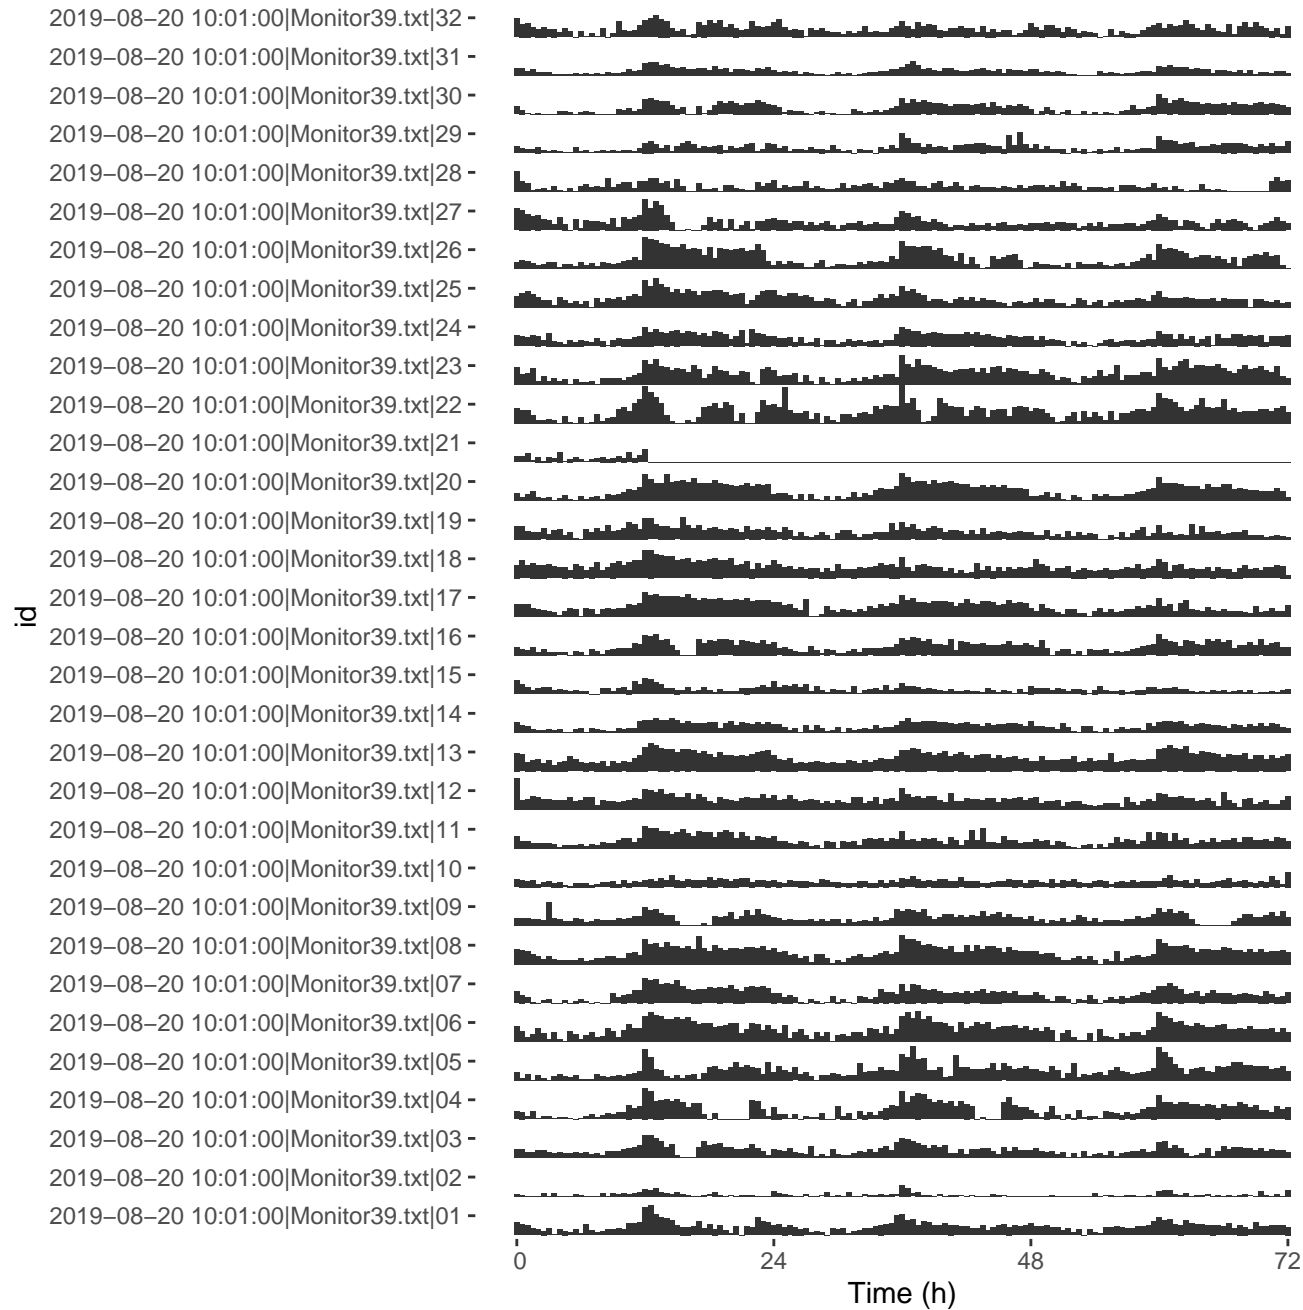 2019−08−20 10:01:00|Monitor39.txt|32
2019−08−20 10:01:00|Monitor39.txt|31
2019−08−20 10:01:00|Monitor39.txt|30
2019−08−20 10:01:00|Monitor39.txt|29
2019−08−20 10:01:00|Monitor39.txt|28
2019−08−20 10:01:00|Monitor39.txt|27
2019−08−20 10:01:00|Monitor39.txt|26
2019−08−20 10:01:00|Monitor39.txt|25
2019−08−20 10:01:00|Monitor39.txt|24
2019−08−20 10:01:00|Monitor39.txt|23
2019−08−20 10:01:00|Monitor39.txt|22
2019−08−20 10:01:00|Monitor39.txt|21
2019−08−20 10:01:00|Monitor39.txt|20
2019−08−20 10:01:00|Monitor39.txt|19
2019−08−20 10:01:00|Monitor39.txt|18
2019−08−20 10:01:00|Monitor39.txt|17
id
2019−08−20 10:01:00|Monitor39.txt|16
2019−08−20 10:01:00|Monitor39.txt|15
2019−08−20 10:01:00|Monitor39.txt|14
2019−08−20 10:01:00|Monitor39.txt|13
2019−08−20 10:01:00|Monitor39.txt|12
2019−08−20 10:01:00|Monitor39.txt|11
2019−08−20 10:01:00|Monitor39.txt|10
2019−08−20 10:01:00|Monitor39.txt|09
2019−08−20 10:01:00|Monitor39.txt|08
2019−08−20 10:01:00|Monitor39.txt|07
2019−08−20 10:01:00|Monitor39.txt|06
2019−08−20 10:01:00|Monitor39.txt|05
2019−08−20 10:01:00|Monitor39.txt|04
2019−08−20 10:01:00|Monitor39.txt|03
2019−08−20 10:01:00|Monitor39.txt|02
2019−08−20 10:01:00|Monitor39.txt|01
0 24 48 72
Time (h)